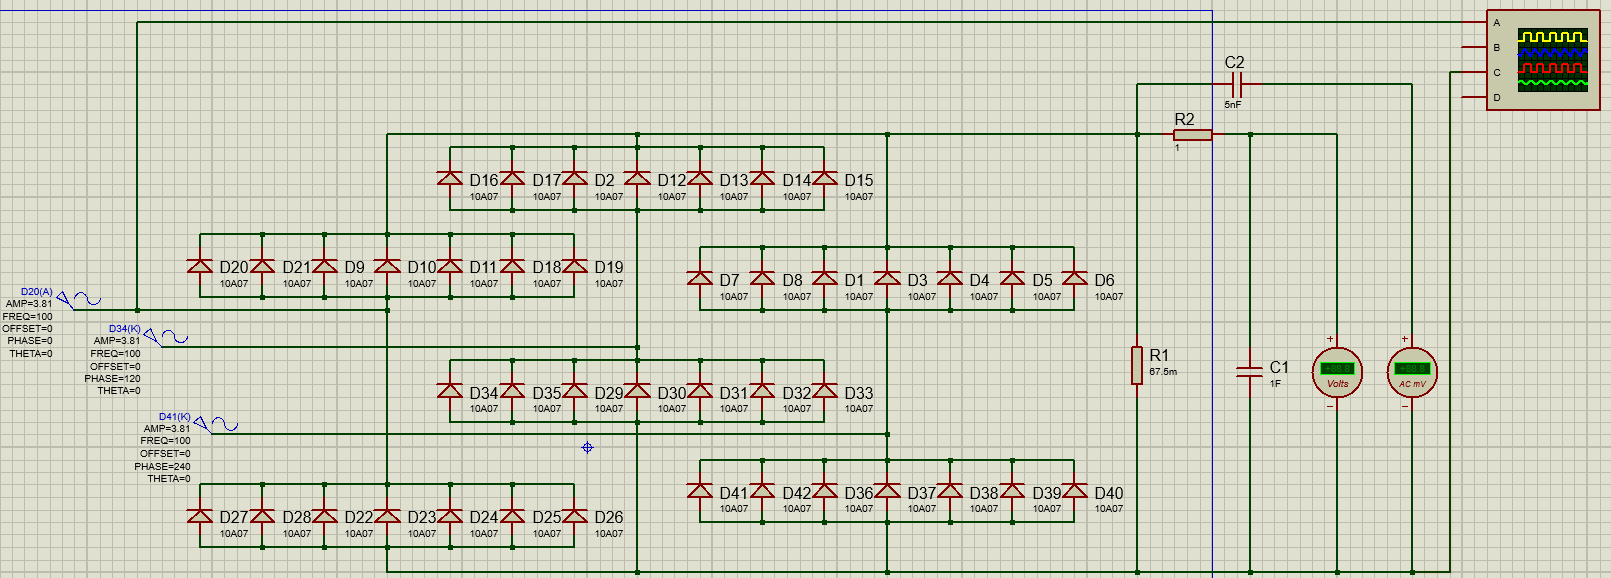 A
B
C
D
C2
5nF
R2
1
D16 D17 D2 D12 D13 D14 D15
10A07 10A07 10A07 10A07 10A07 10A07 10A07
D20 D21 D9 D10 D11 D18 D19
10A07 10A07 10A07 10A07 10A07 10A07 10A07
D7 D8 D1 D3 D4 D5 D6
10A07 10A07 10A07 10A07 10A07 10A07 10A07
D20(A)
AMP=3.81
FREQ=100
OFFSET=0
PHASE=0
THETA=0
D34(K)
AMP=3.81
FREQ=100
OFFSET=0
PHASE=120
THETA=0
R1
67.5m
C1
1F
+
Volts
−
+
AC mV
−
D34 D35 D29 D30 D31 D32 D33
10A07 10A07 10A07 10A07 10A07 10A07 10A07
D41(K)
AMP=3.81
FREQ=100
OFFSET=0
PHASE=240
THETA=0
D41 D42 D36 D37 D38 D39 D40
10A07 10A07 10A07 10A07 10A07 10A07 10A07
D27 D28 D22 D23 D24 D25 D26
10A07 10A07 10A07 10A07 10A07 10A07 10A07